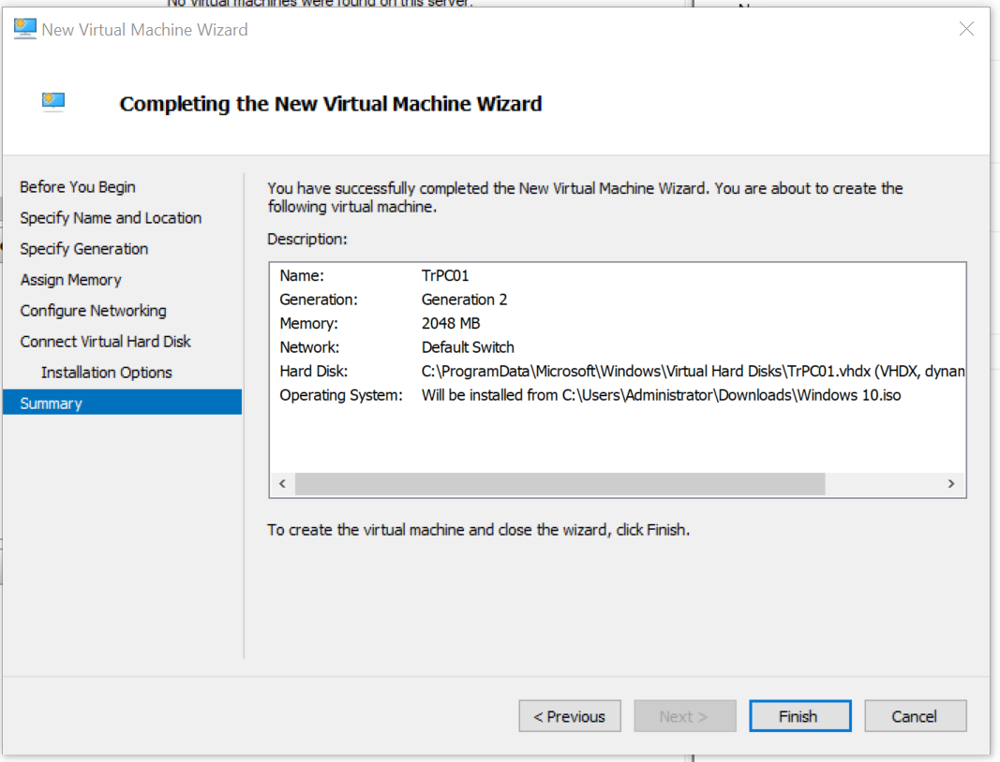 No virtual machines were found on this server.
New Virtual Machine Wizard
Completing the New Virtual Machine Wizard
Before You Begin
Specify Name and Location
Specify Generation
Assign Memory
Configure Networking
Connect Virtual Hard Disk
Installation Options
Summary
You have successfully completed the New Virtual Machine Wizard. You are about to create the
following virtual machine.
Description:
Name: TrPC01
Generation: Generation 2
Memory: 2048 MB
Network: Default Switch
Hard Disk: C:\ProgramData\Microsoft\Windows\Virtual Hard Disks\TrPC01.vhdx (VHDX, dynan
Operating System: Will be installed from C:\Users\Administrator\Downloads\Windows 10.iso
To create the virtual machine and close the wizard, click Finish.
< Previous
Next >
Finish
Cancel